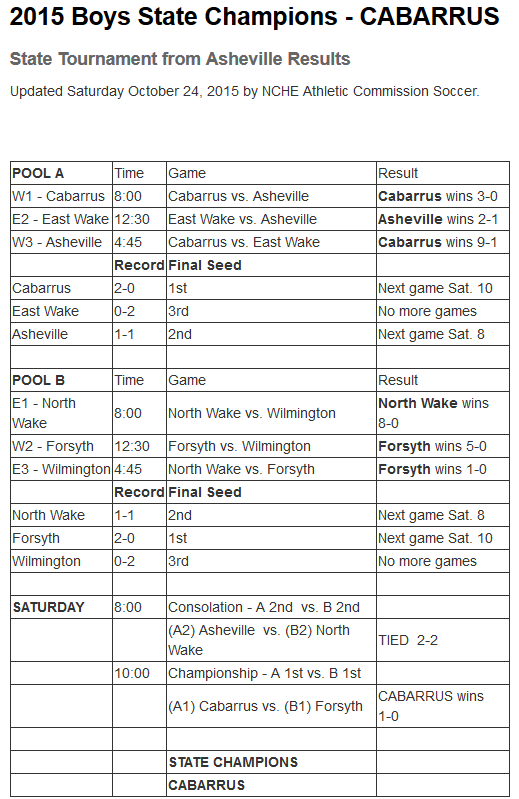 2015 Boys State Champions - CABARRUS
State Tournament from Asheville Results
Updated Saturday October 24, 2015 by NCHE Athletic Commission Soccer.
POOL A Time Game Result
W1 - Cabarrus 8:00 Cabarrus vs. Asheville Cabarrus wins 3-0
E2 - East Wake 12:30 East Wake vs. Asheville Asheville wins 2-1
W3 - Asheville 4:45 Cabarrus vs. East Wake Cabarrus wins 9-1
Record Final Seed
Cabarrus 2-0 1st Next game Sat. 10
East Wake 0-2 3rd No more games
Asheville 1-1 2nd Next game Sat. 8
POOL B Time Game Result
E1 - North Wake 8:00 North Wake vs. Wilmington North Wake wins 8-0
W2 - Forsyth 12:30 Forsyth vs. Wilmington Forsyth wins 5-0
E3 - Wilmington 4:45 North Wake vs. Forsyth Forsyth wins 1-0
Record Final Seed
North Wake 1-1 2nd Next game Sat. 8
Forsyth 2-0 1st Next game Sat. 10
Wilmington 0-2 3rd No more games
SATURDAY 8:00 Consolation - A 2nd vs. B 2nd
(A2) Asheville vs. (B2) North Wake TIED 2-2
10:00 Championship - A 1st vs. B 1st
(A1) Cabarrus vs. (B1) Forsyth CABARRUS wins 1-0
STATE CHAMPIONS
CABARRUS